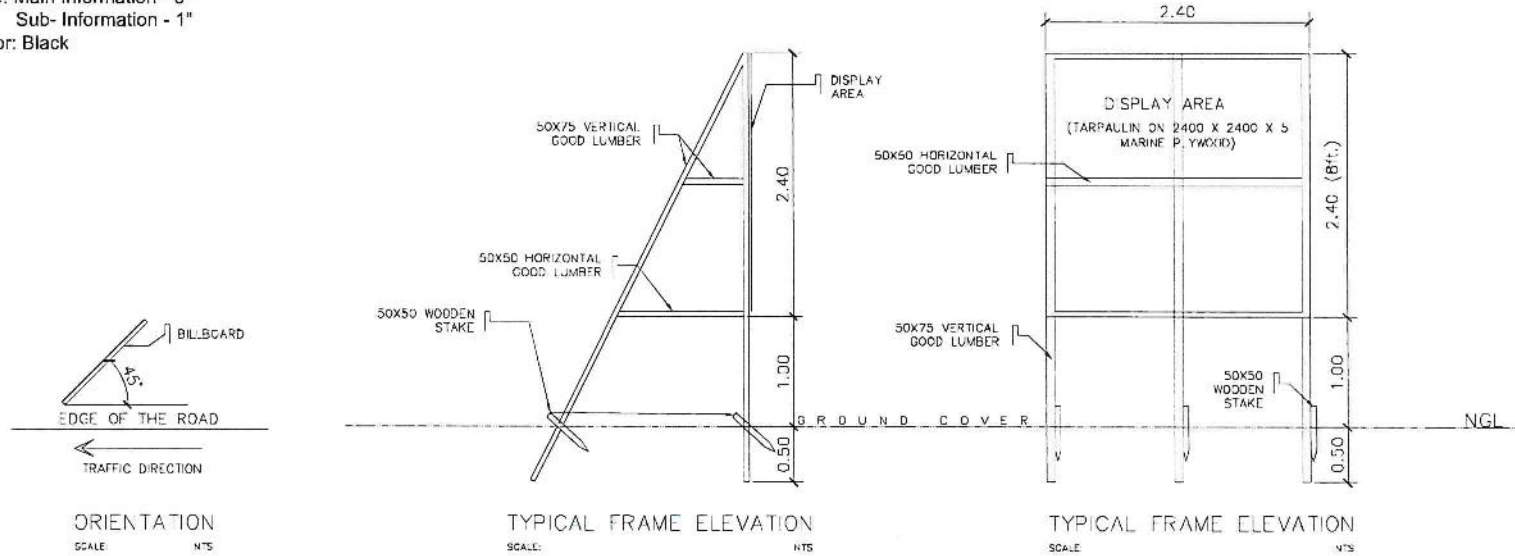 Sub- Information - 1"
or: Black
BILLBOARD
45°
EDGE OF THE ROAD
TRAFFIC DIRECTION
ORIENTATION
SCALE: NTS
DISPLAY
AREA
50X75 VERTICAL
GOOD LUMBER
2.40
50X50 HORIZONTAL
GOOD LUMBER
50X50 WOODEN
STAKE
1.00
0.50
GROUND COVER
TYPICAL FRAME ELEVATION
SCALE: NTS
2.40
DISPLAY AREA
(TARPAULIN ON 2400 X 2400 X 5
MARINE PLYWOOD)
50X50 HORIZONTAL
GOOD LUMBER
2.40 (8ft.)
50X75 VERTICAL
GOOD LUMBER
50X50
WOODEN
STAKE
1.00
NGL
0.50
TYPICAL FRAME ELEVATION
SCALE NTS